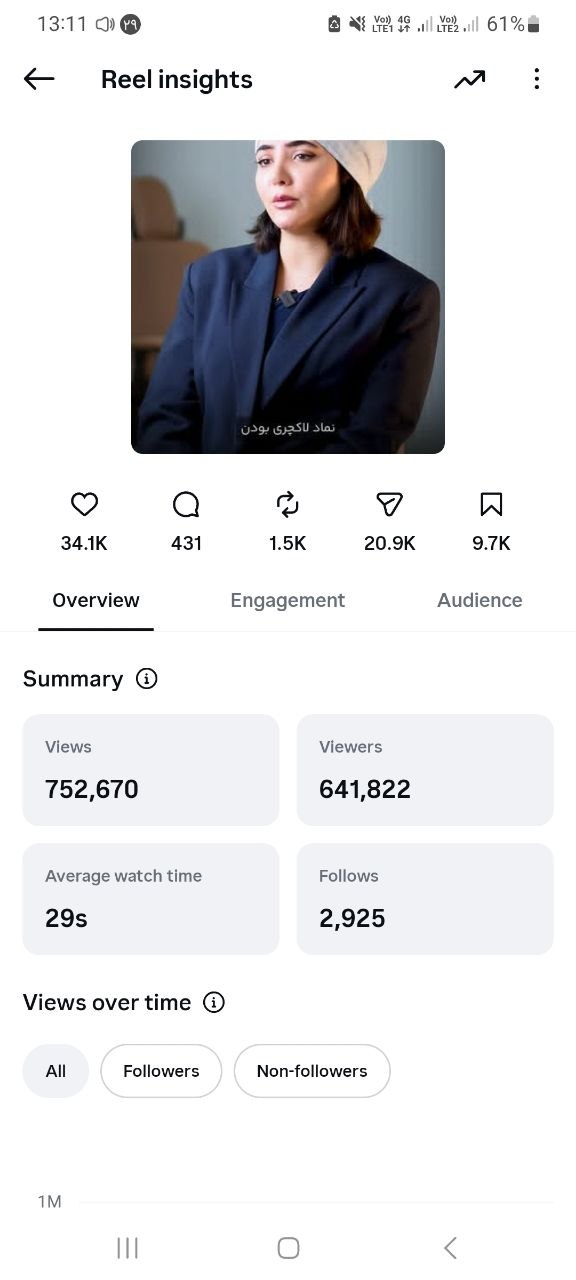 13:11 ۲۹ Vo) LTE1 4G Vo) LTE2 61%
Reel insights
نماد لاکچری بودن
34.1K 431 1.5K 20.9K 9.7K
Overview Engagement Audience
Summary
Views Viewers
752,670 641,822
Average watch time Follows
29s 2,925
Views over time
All Followers Non-followers
1M